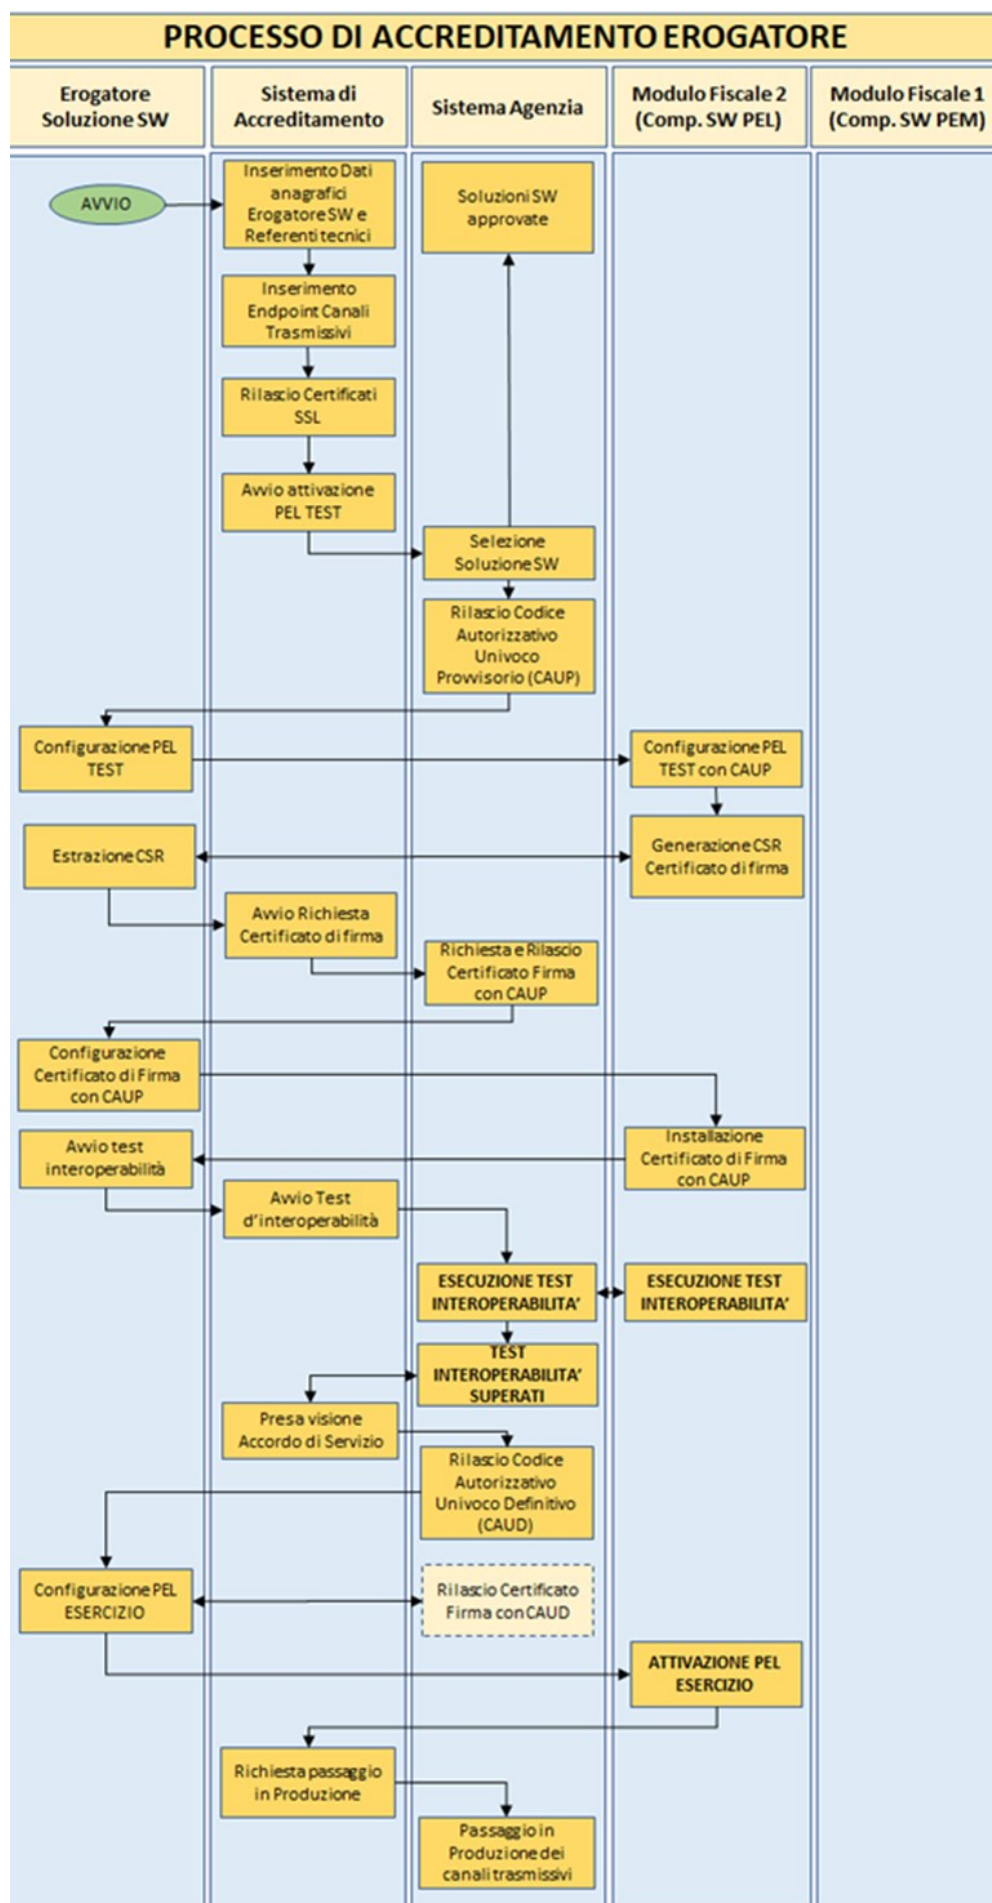 PROCESSO DI ACCREDITAMENTO EROGATORE
Erogatore
Soluzione SW
Sistema di
Accreditamento
Sistema Agenzia
Modulo Fiscale 2
(Comp. SW PEL)
Modulo Fiscale 1
(Comp. SW PEM)
AVVIO
Inserimento Dati
anagrafici
Erogatore SW e
Referenti tecnici
Soluzioni SW
approvate
Inserimento
Endpoint Canali
Trasmissivi
Rilascio Certificati
SSL
Avvio attivazione
PEL TEST
Selezione
Soluzione SW
Rilascio Codice
Autorizzativo
Univoco
Provvisorio (CAUP)
Configurazione PEL
TEST
Configurazione PEL
TEST con CAUP
Estrazione CSR
Generazione CSR
Certificato di firma
Avvio Richiesta
Certificato di firma
Richiesta e Rilascio
Certificato Firma
con CAUP
Configurazione
Certificato di Firma
con CAUP
Avvio test
interoperabilità
Installazione
Certificato di Firma
con CAUP
Avvio Test
d'interoperabilità
ESECUZIONE TEST
INTEROPERABILITA'
ESECUZIONE TEST
INTEROPERABILITA'
TEST
INTEROPERABILITA'
SUPERATI
Presa visione
Accordo di Servizio
Rilascio Codice
Autorizzativo
Univoco Definitivo
(CAUD)
Configurazione PEL
ESERCIZIO
Rilascio Certificato
Firma con CAUD
ATTIVAZIONE PEL
ESERCIZIO
Richiesta passaggio
in Produzione
Passaggio in
Produzione dei
canali trasmissivi